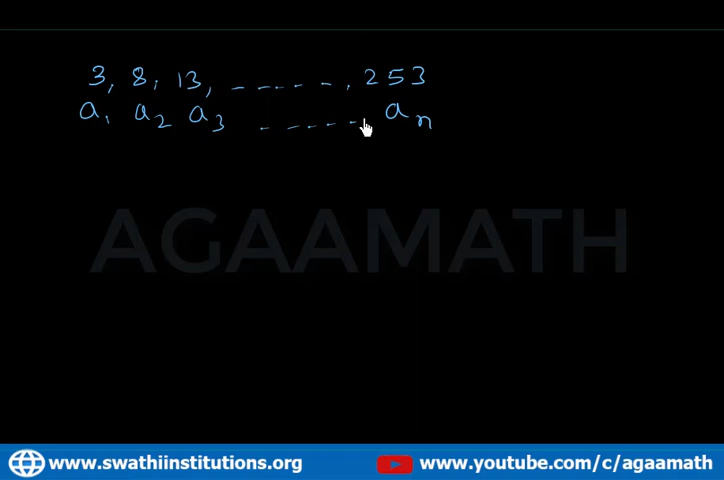 3, 8, 13, ------, 253
a₁ a₂ a₃ ------ aₙ
AGAAMATH
www.swathiinstitutions.org
www.youtube.com/c/agaamath